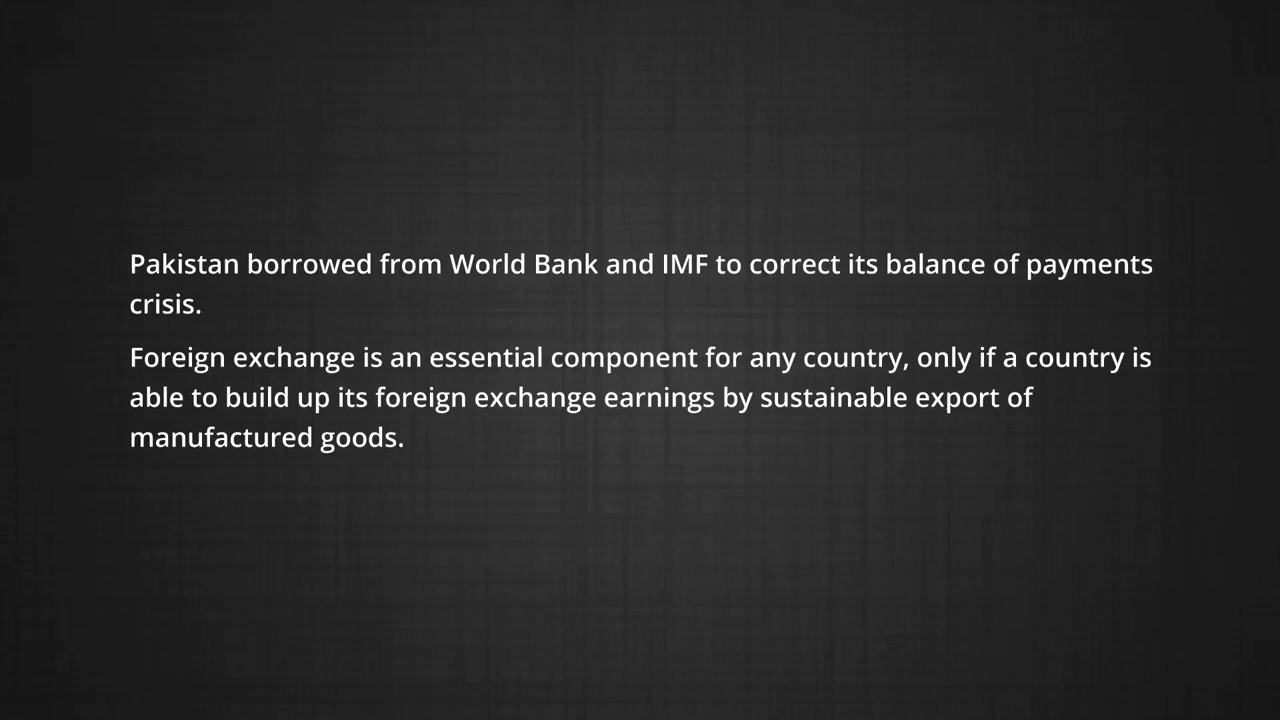 Pakistan borrowed from World Bank and IMF to correct its balance of payments
crisis.
Foreign exchange is an essential component for any country, only if a country is
able to build up its foreign exchange earnings by sustainable export of
manufactured goods.